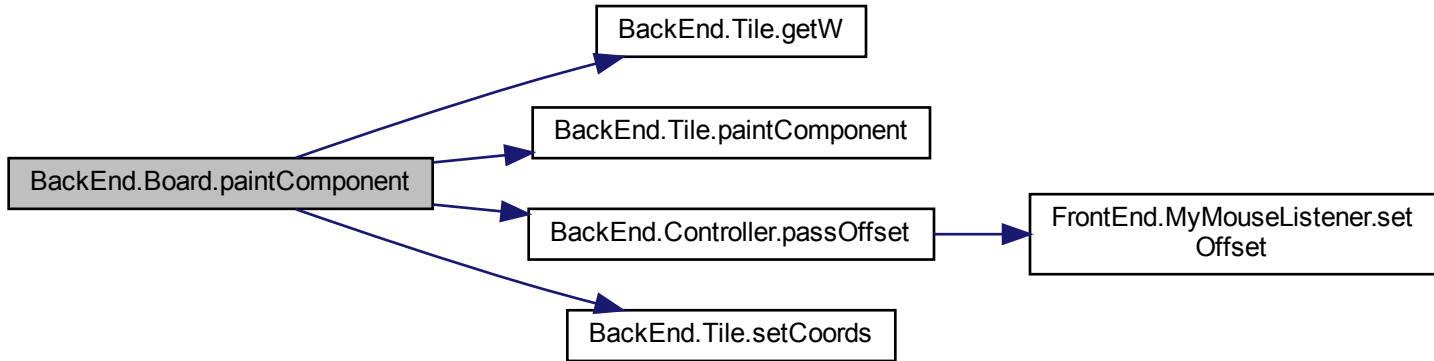 BackEnd.Tile.getW
BackEnd.Tile.paintComponent
BackEnd.Board.paintComponent
BackEnd.Controller.passOffset
FrontEnd.MyMouseListener.set
Offset
BackEnd.Tile.setCoords